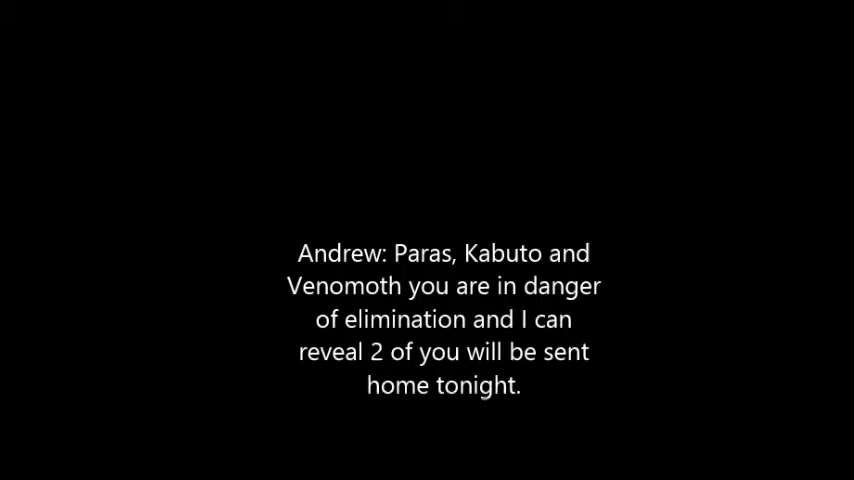 Andrew: Paras, Kabuto and
Venomoth you are in danger
of elimination and I can
reveal 2 of you will be sent
home tonight.